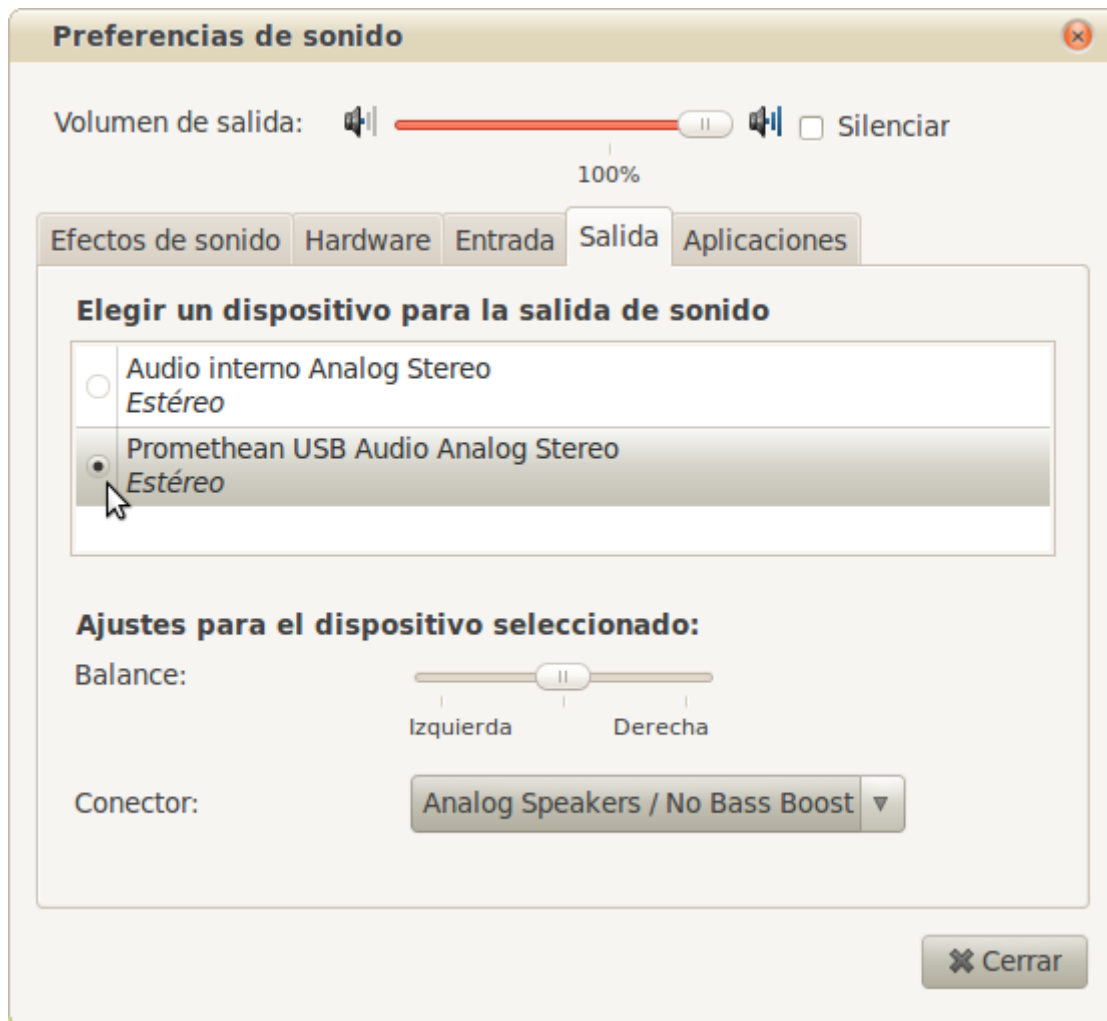 Preferencias de sonido
Volumen de salida:
Silenciar
100%
Efectos de sonido Hardware Entrada Salida Aplicaciones
Elegir un dispositivo para la salida de sonido
Audio interno Analog Stereo
Estéreo
Promethean USB Audio Analog Stereo
Estéreo
Ajustes para el dispositivo seleccionado:
Balance:
Izquierda Derecha
Conector: Analog Speakers / No Bass Boost
Cerrar